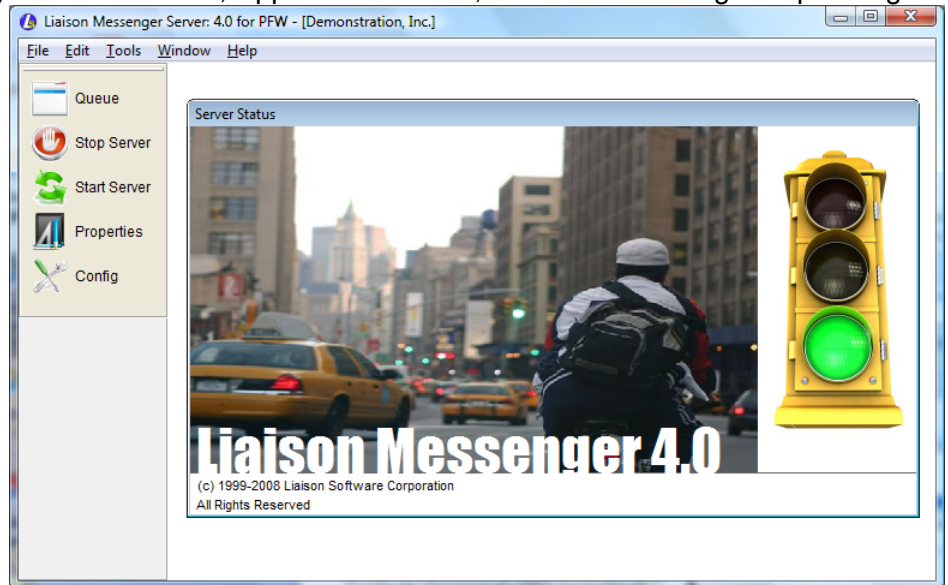 Liaison Messenger Server: 4.0 for PFW - [Demonstration, Inc.]
File Edit Tools Window Help
Queue
Stop Server
Start Server
Properties
Config
Server Status
Liaison Messenger 4.0
(c) 1999-2008 Liaison Software Corporation
All Rights Reserved